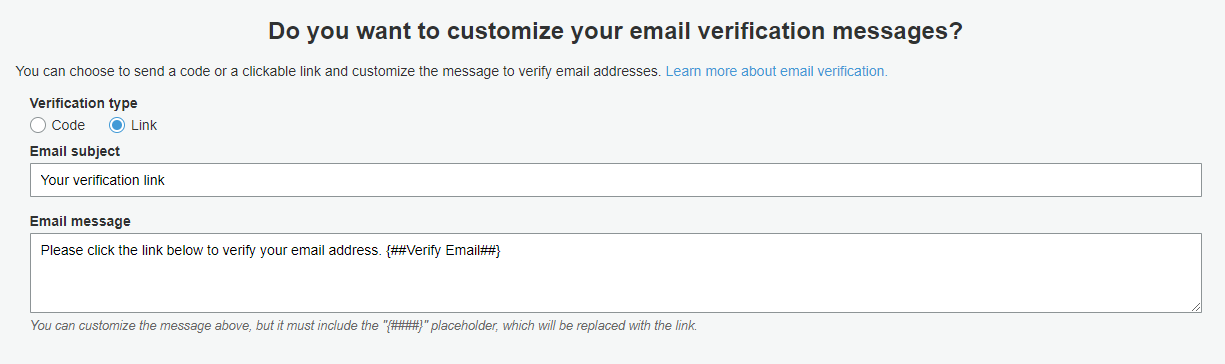 Do you want to customize your email verification messages?
You can choose to send a code or a clickable link and customize the message to verify email addresses. Learn more about email verification.
Verification type
Code Link
Email subject
Your verification link
Email message
Please click the link below to verify your email address. {##Verify Email##}
You can customize the message above, but it must include the "{####}" placeholder, which will be replaced with the link.